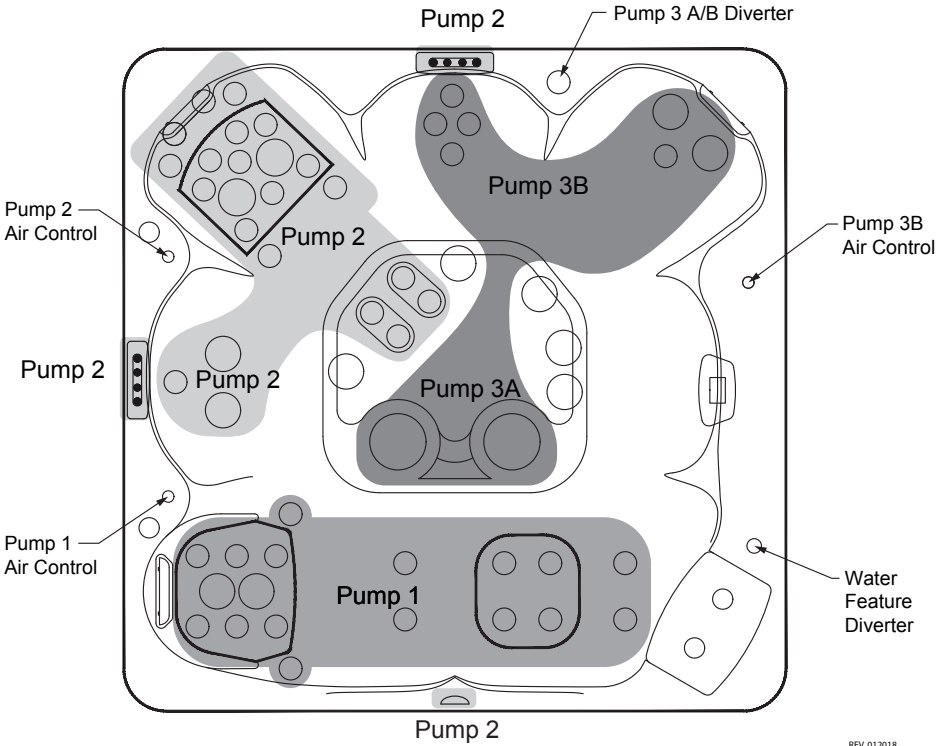 Pump 2
Pump 3 A/B Diverter
Pump 3B
Pump 2
Air Control
Pump 2
Pump 3B
Air Control
Pump 2
Pump 2
Pump 3A
Pump 1
Air Control
Pump 1
Water
Feature
Diverter
Pump 2
REV. 012018